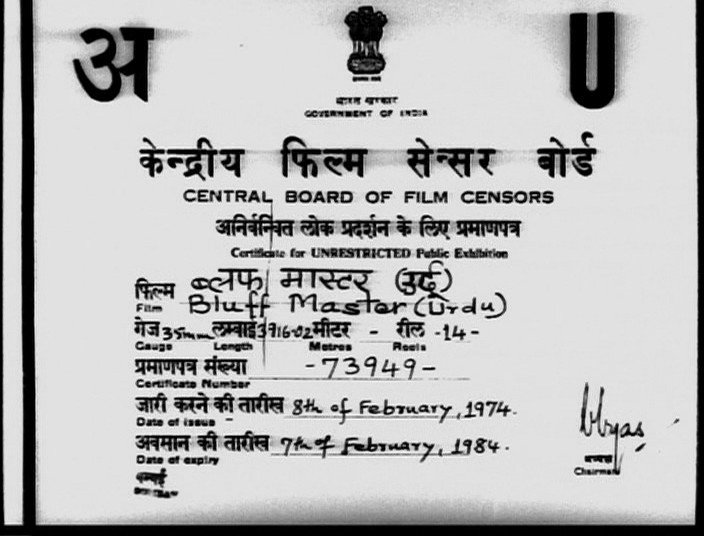 अ U
भारत सरकार
GOVERNMENT OF INDIA
केन्द्रीय फिल्म सेन्सर बोर्ड
CENTRAL BOARD OF FILM CENSORS
अनिर्बन्धित लोक प्रदर्शन के लिए प्रमाणपत्र
Certificate for UNRESTRICTED Public Exhibition
फिल्म ब्लफ मास्टर (उर्दू)
Film Bluff Master (Urdu)
गेज 35mm लम्बाई 3916.02 मीटर - रील -14-
Gauge Length Metres Reels
प्रमाणपत्र संख्या -73949-
Certificate Number
जारी करने की तारीख 8th of February, 1974.
Date of issue
अवसान की तारीख 7th of February, 1984.
Date of expiry
अध्यक्ष
Chairman
बम्बई